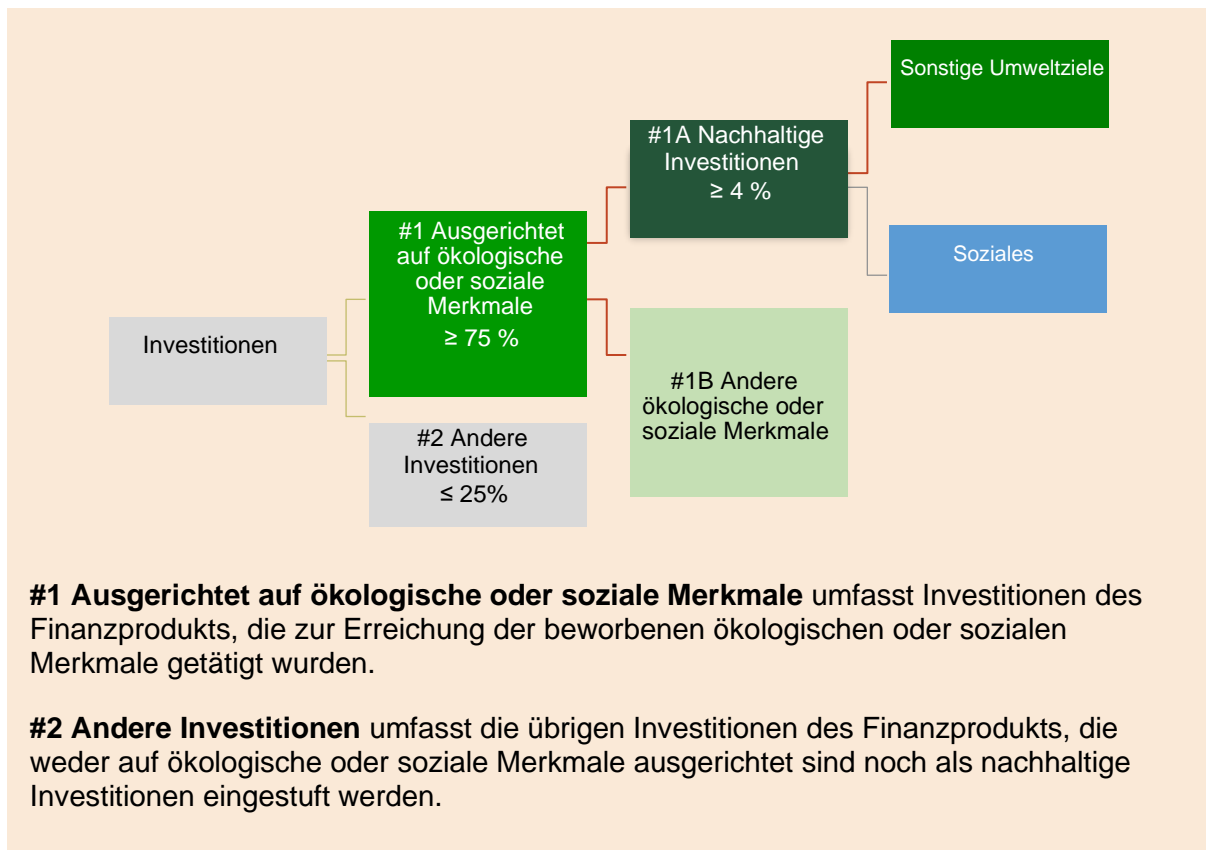 Sonstige Umweltziele
#1A Nachhaltige
Investitionen
≥ 4 %
#1 Ausgerichtet
auf ökologische
oder soziale
Merkmale
≥ 75 %
Soziales
Investitionen
#1B Andere
ökologische oder
soziale Merkmale
#2 Andere
Investitionen
≤ 25%
#1 Ausgerichtet auf ökologische oder soziale Merkmale umfasst Investitionen des
Finanzprodukts, die zur Erreichung der beworbenen ökologischen oder sozialen
Merkmale getätigt wurden.
#2 Andere Investitionen umfasst die übrigen Investitionen des Finanzprodukts, die
weder auf ökologische oder soziale Merkmale ausgerichtet sind noch als nachhaltige
Investitionen eingestuft werden.